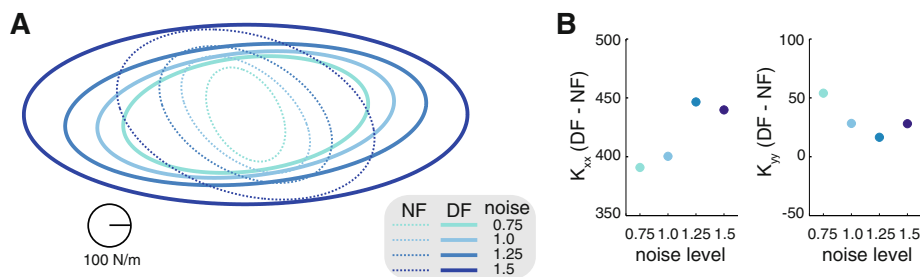 A
100 N/m
NF DF noise
0.75
1.0
1.25
1.5
B
K_xx (DF - NF)
500
450
400
350
0.75 1.0 1.25 1.5
noise level
K_yy (DF - NF)
100
50
0
-50
0.75 1.0 1.25 1.5
noise level